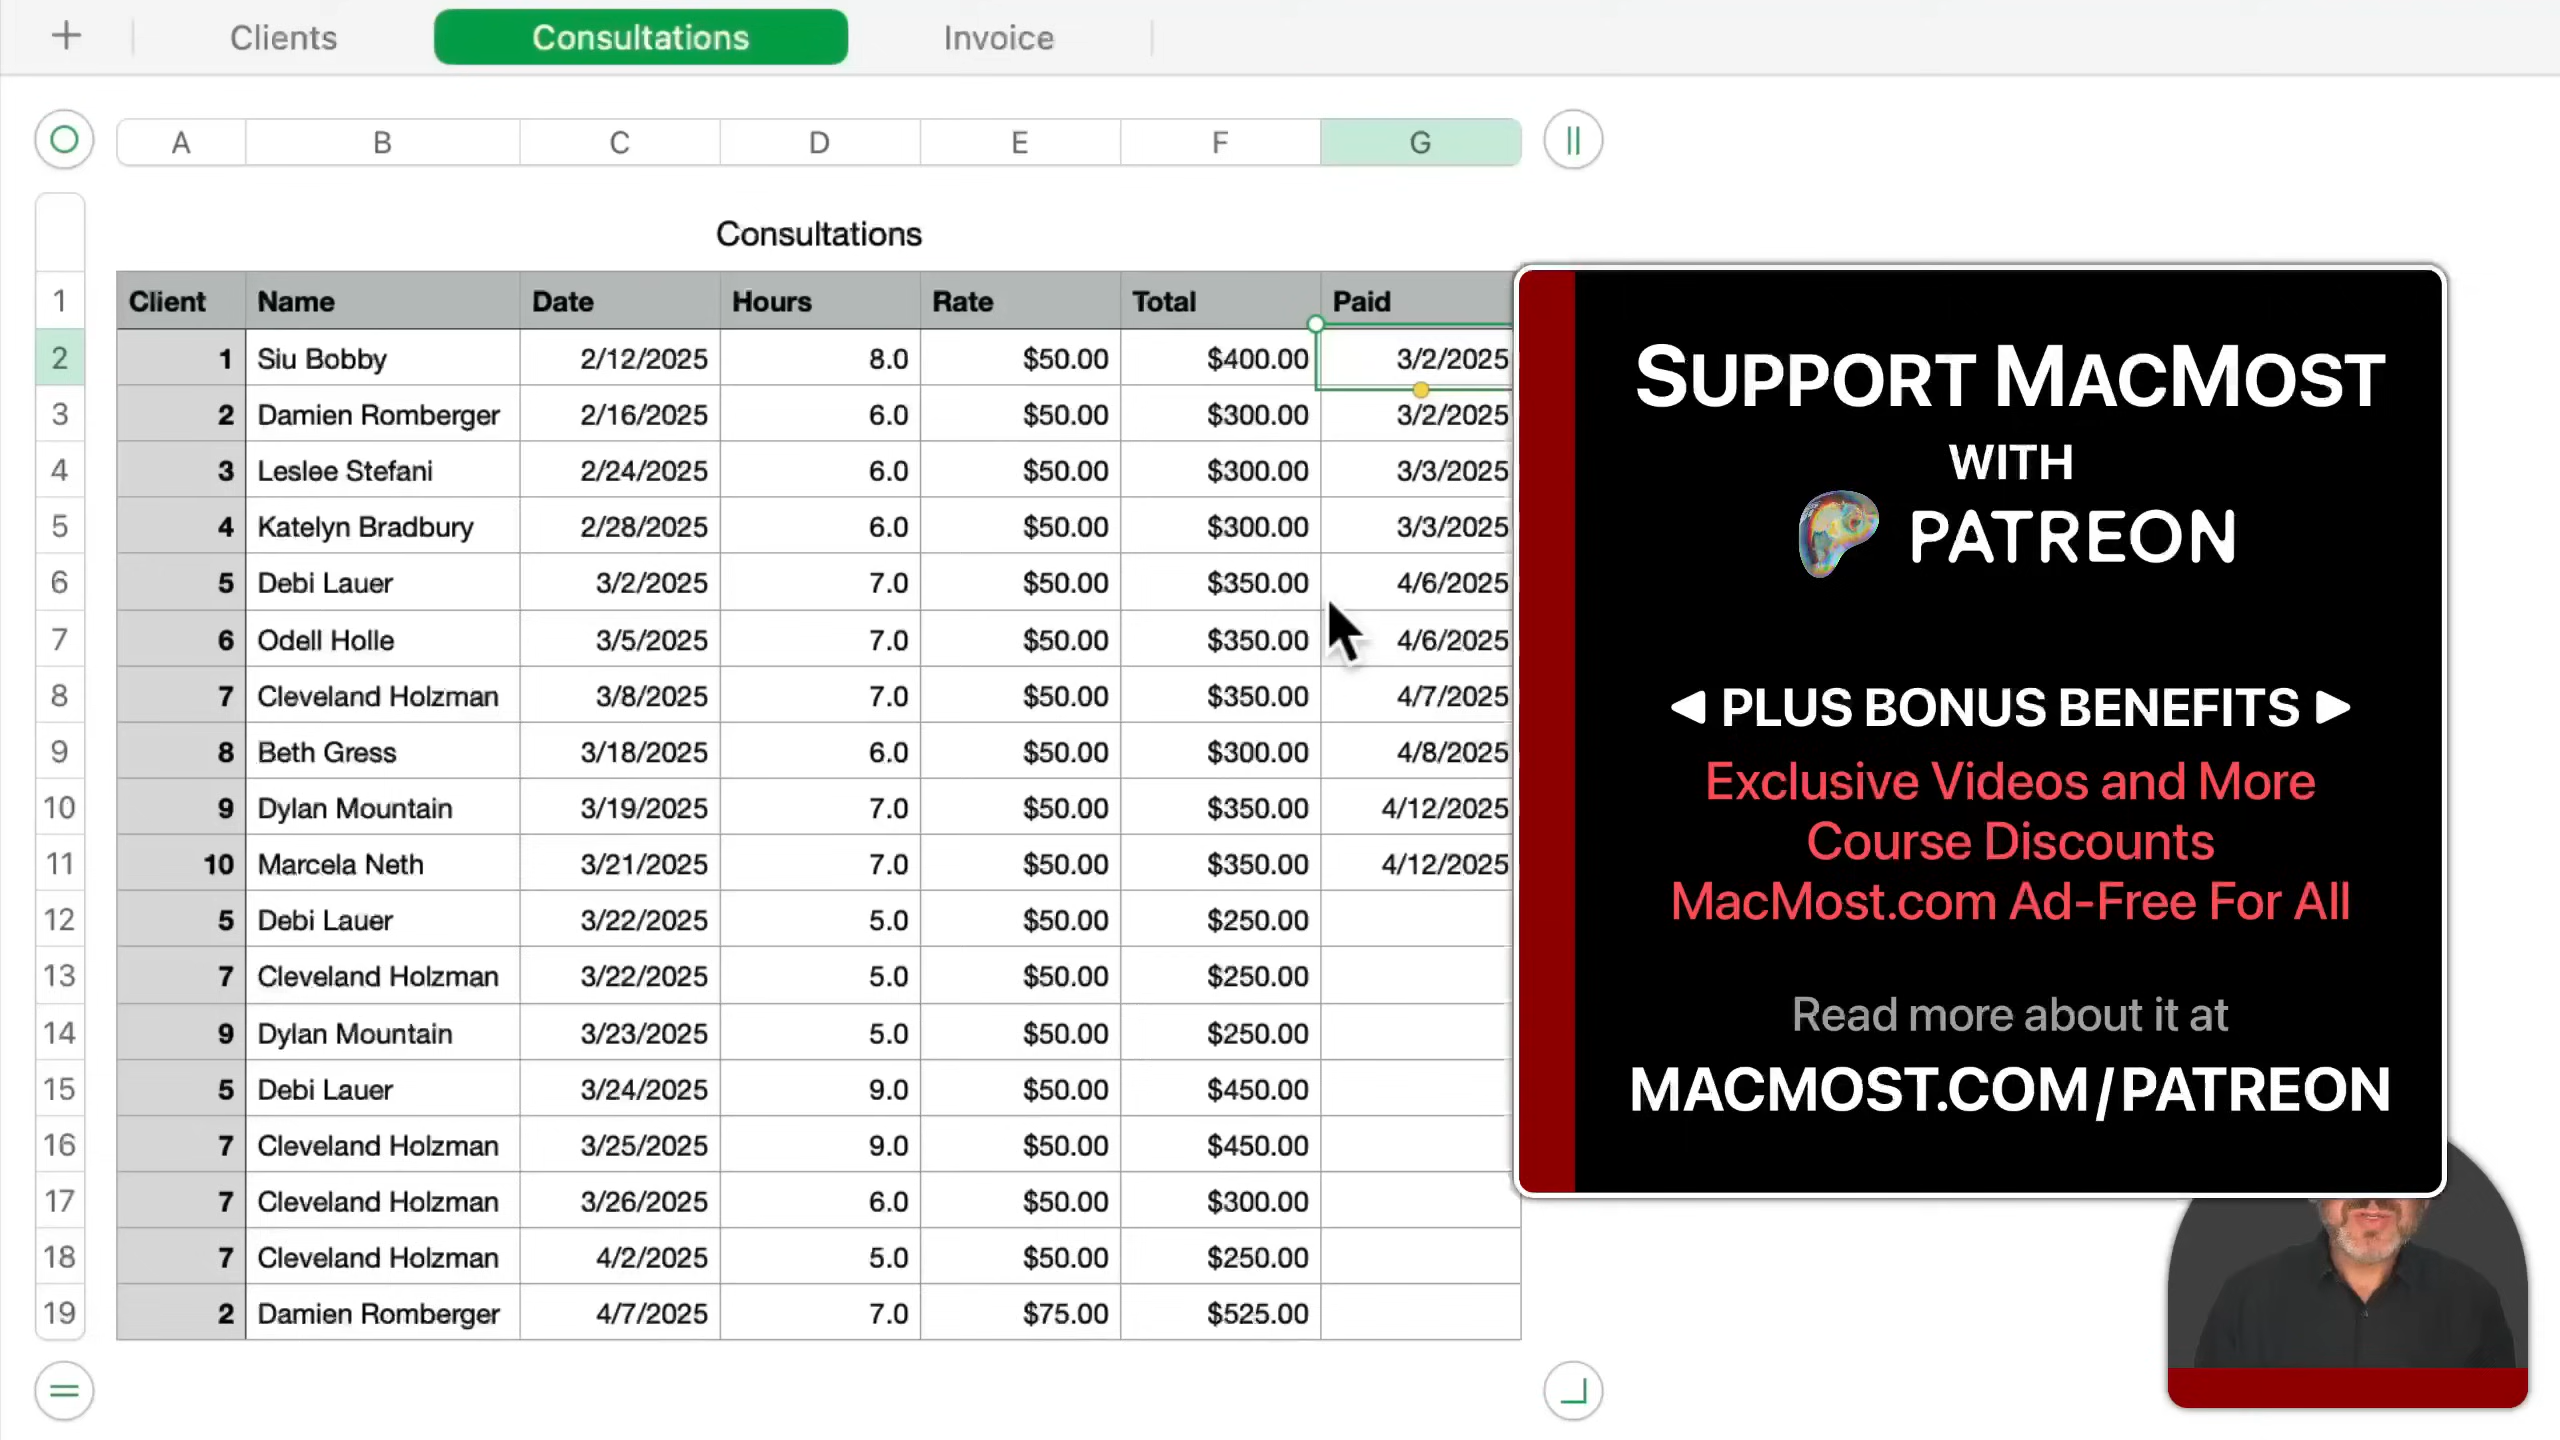 Clients Consultations Invoice
A B C D E F G
Consultations
1 Client Name Date Hours Rate Total Paid
2 1 Siu Bobby 2/12/2025 8.0 $50.00 $400.00 3/2/2025
3 2 Damien Romberger 2/16/2025 6.0 $50.00 $300.00 3/2/2025
4 3 Leslee Stefani 2/24/2025 6.0 $50.00 $300.00 3/3/2025
5 4 Katelyn Bradbury 2/28/2025 6.0 $50.00 $300.00 3/3/2025
6 5 Debi Lauer 3/2/2025 7.0 $50.00 $350.00 4/6/2025
7 6 Odell Holle 3/5/2025 7.0 $50.00 $350.00 4/6/2025
8 7 Cleveland Holzman 3/8/2025 7.0 $50.00 $350.00 4/7/2025
9 8 Beth Gress 3/18/2025 6.0 $50.00 $300.00 4/8/2025
10 9 Dylan Mountain 3/19/2025 7.0 $50.00 $350.00 4/12/2025
11 10 Marcela Neth 3/21/2025 7.0 $50.00 $350.00 4/12/2025
12 5 Debi Lauer 3/22/2025 5.0 $50.00 $250.00
13 7 Cleveland Holzman 3/22/2025 5.0 $50.00 $250.00
14 9 Dylan Mountain 3/23/2025 5.0 $50.00 $250.00
15 5 Debi Lauer 3/24/2025 9.0 $50.00 $450.00
16 7 Cleveland Holzman 3/25/2025 9.0 $50.00 $450.00
17 7 Cleveland Holzman 3/26/2025 6.0 $50.00 $300.00
18 7 Cleveland Holzman 4/2/2025 5.0 $50.00 $250.00
19 2 Damien Romberger 4/7/2025 7.0 $75.00 $525.00
SUPPORT MACMOST
WITH
PATREON
PLUS BONUS BENEFITS
Exclusive Videos and More
Course Discounts
MacMost.com Ad-Free For All
Read more about it at
MACMOST.COM/PATREON